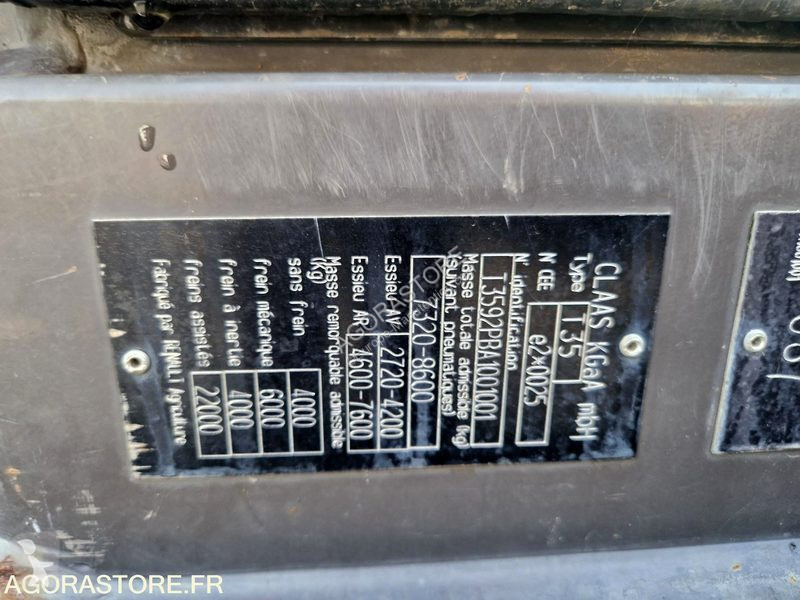 CLAAS KGaA mbH
Type T35
N° CEE e2*0025
N° identification
T3592PBA1001001
Masse totale admissible (kg)
(suivant pneumatiques)
7320-8600
Essieu AV 2720-4200
Essieu AR 4600-7600
Masse remorquable admissible
(kg)
sans frein 4000
frein mécanique 6000
frein à inertie 4000
freins assistés 22000
Fabriqué par RENAULT Agriculture
AGORASTORE
AGORASTORE.FR